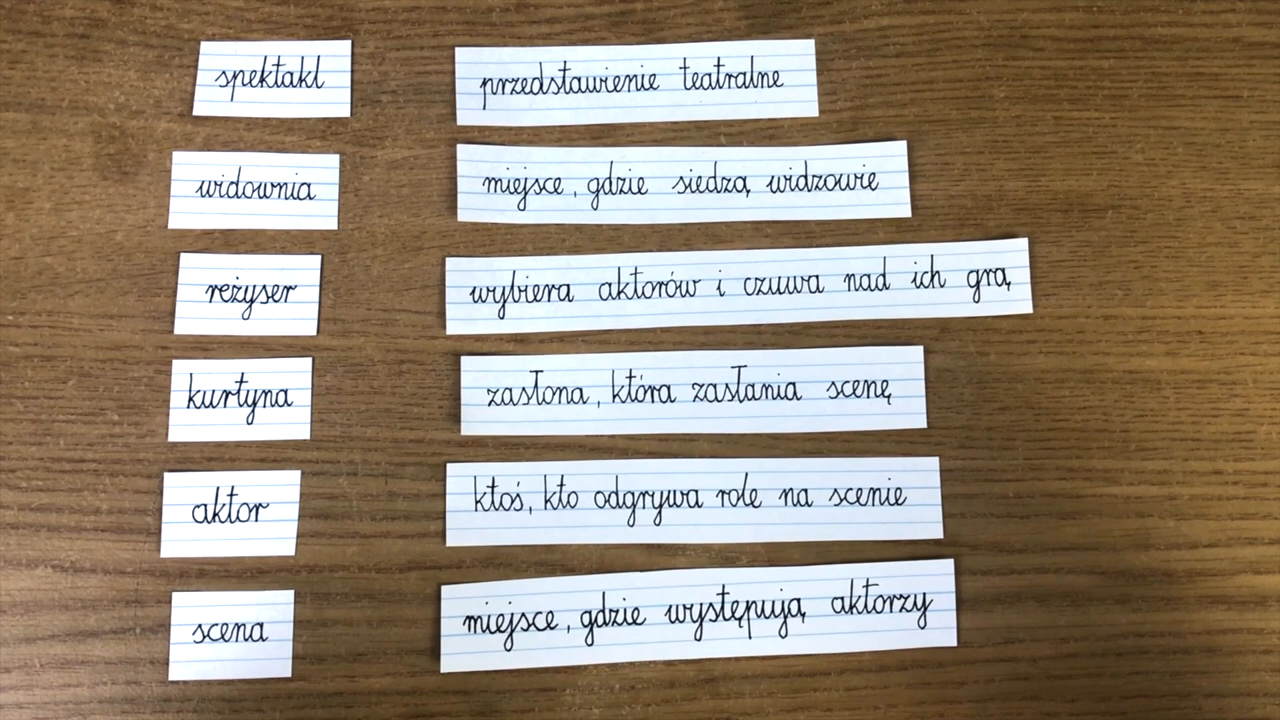 spektakl przedstawienie teatralne
widownia miejsce, gdzie siedzą widzowie
reżyser wybiera aktorów i czuwa nad ich grą
kurtyna zasłona, która zasłania scenę
aktor ktoś, kto odgrywa role na scenie
scena miejsce, gdzie występują aktorzy